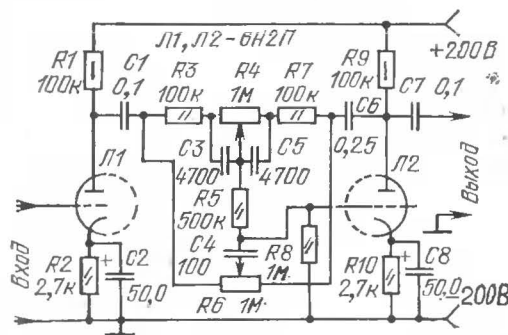 Л1, Л2-6Н2П
+200В
R1
100к
C1
0,1
R3
100к
R4
1М
R7
100к
R9
100к
C7
0,1
C6
0,25
Л1
C3
4700
C5
4700
Л2
R5
500к
C4
100
R8
1М
Вход
R2
2,7к
+
C2
50,0
R6
1М
R10
2,7к
+
C8
50,0
Выход
-200В